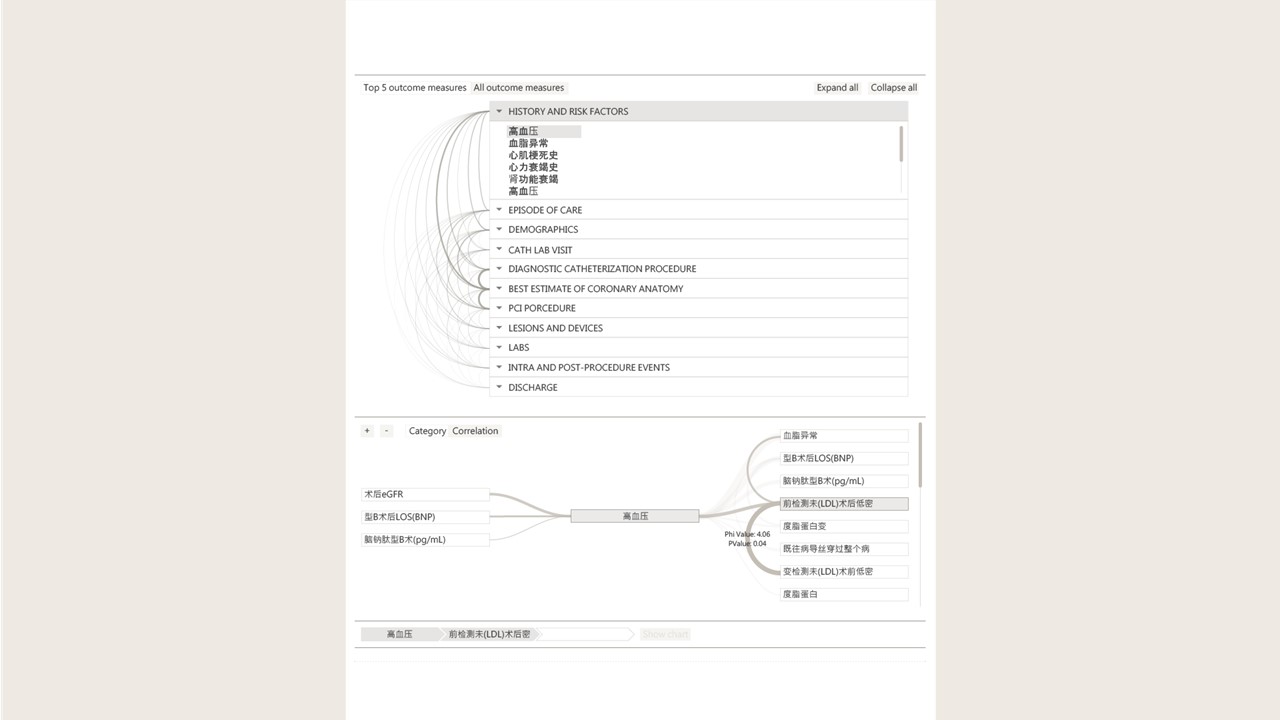 Top 5 outcome measures All outcome measures Expand all Collapse all
HISTORY AND RISK FACTORS
高血压
血脂异常
心肌梗死史
心力衰竭史
肾功能衰竭
高血压
EPISODE OF CARE
DEMOGRAPHICS
CATH LAB VISIT
DIAGNOSTIC CATHETERIZATION PROCEDURE
BEST ESTIMATE OF CORONARY ANATOMY
PCI PORCEDURE
LESIONS AND DEVICES
LABS
INTRA AND POST-PROCEDURE EVENTS
DISCHARGE
+ - Category Correlation
术后eGFR
型B术后LOS(BNP)
脑钠肽型B术(pg/mL)
高血压
Phi Value: 4.06
PValue: 0.04
血脂异常
型B术后LOS(BNP)
脑钠肽型B术(pg/mL)
前检测未(LDL)术后低密
度脂蛋白变
既往病导丝穿过整个病
变检测未(LDL)术前低密
度脂蛋白
高血压 前检测未(LDL)术后密 Show chart